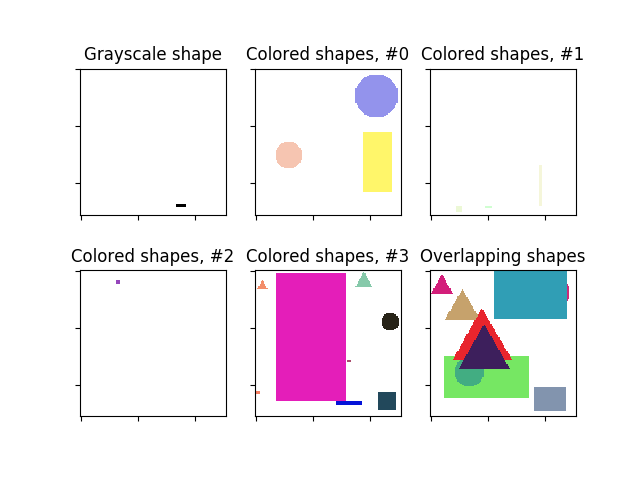 Grayscale shape
Colored shapes, #0
Colored shapes, #1
Colored shapes, #2
Colored shapes, #3
Overlapping shapes